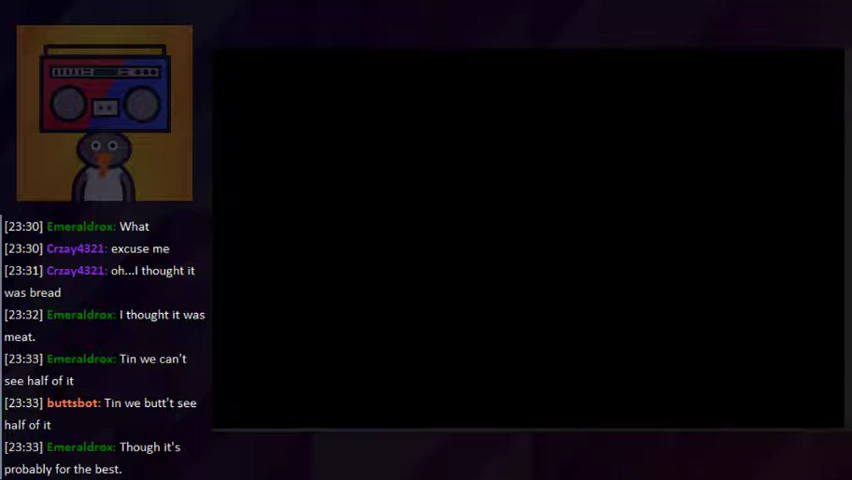 [23:30] Emeraldrox: What
[23:30] Crzay4321: excuse me
[23:31] Crzay4321: oh...I thought it
was bread
[23:32] Emeraldrox: I thought it was
meat.
[23:33] Emeraldrox: Tin we can't
see half of it
[23:33] buttsbot: Tin we butt't see
half of it
[23:33] Emeraldrox: Though it's
probably for the best.